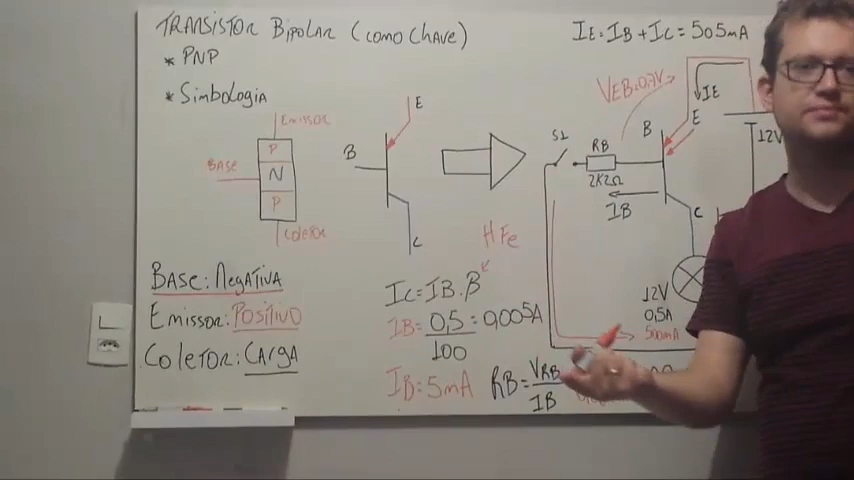 TRANSISTOR BIPOLAR (COMO CHAVE)
* PNP
* SIMBOLOGIA
EMISSOR
P
N
P
BASE
COLETOR
B
E
C
IE=IB+IC=505mA
VEB=0,7V
IE
E
B
C
S1
RB
2K2Ω
IB
12V
12V
0,5A
500mA
HFe
BASE: NEGATIVA
EMISSOR: POSITIVO
COLETOR: CARGA
IC=IB.β
IB=0,5=0,005A
100
IB=5mA
RB=VRB
IB